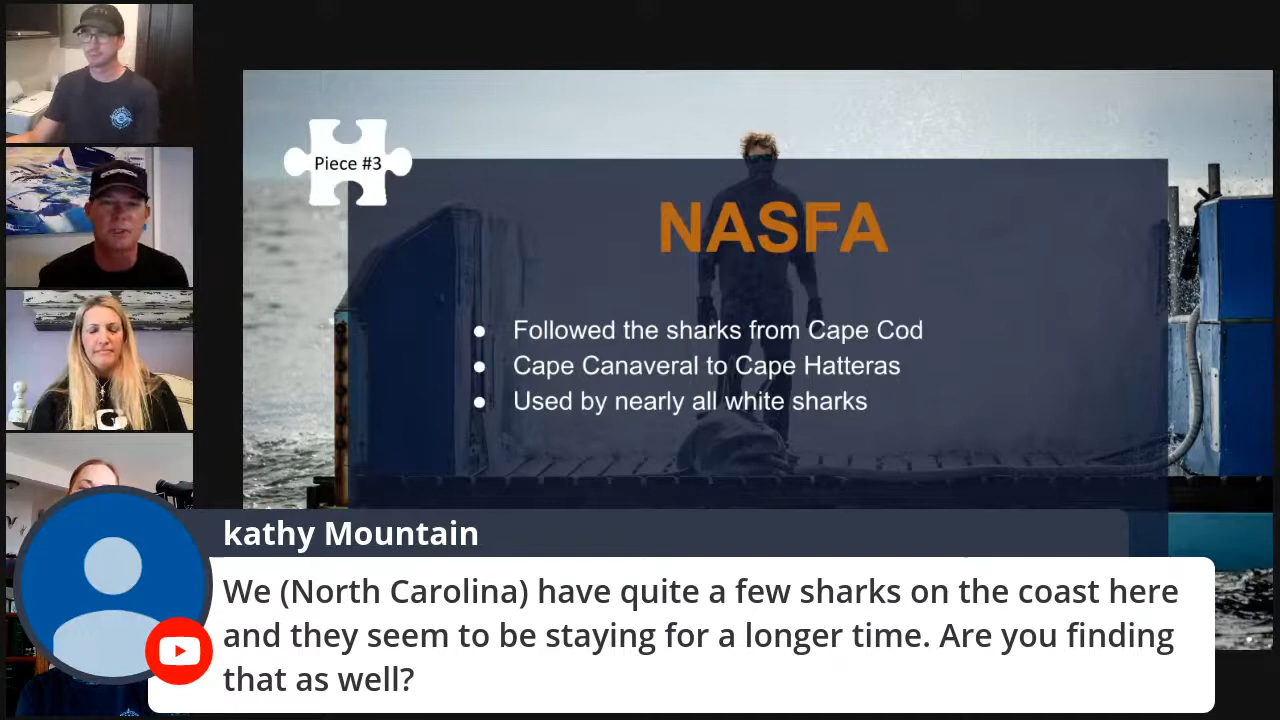 Piece #3
NASFA
● Followed the sharks from Cape Cod
● Cape Canaveral to Cape Hatteras
● Used by nearly all white sharks
kathy Mountain
We (North Carolina) have quite a few sharks on the coast here
and they seem to be staying for a longer time. Are you finding
that as well?